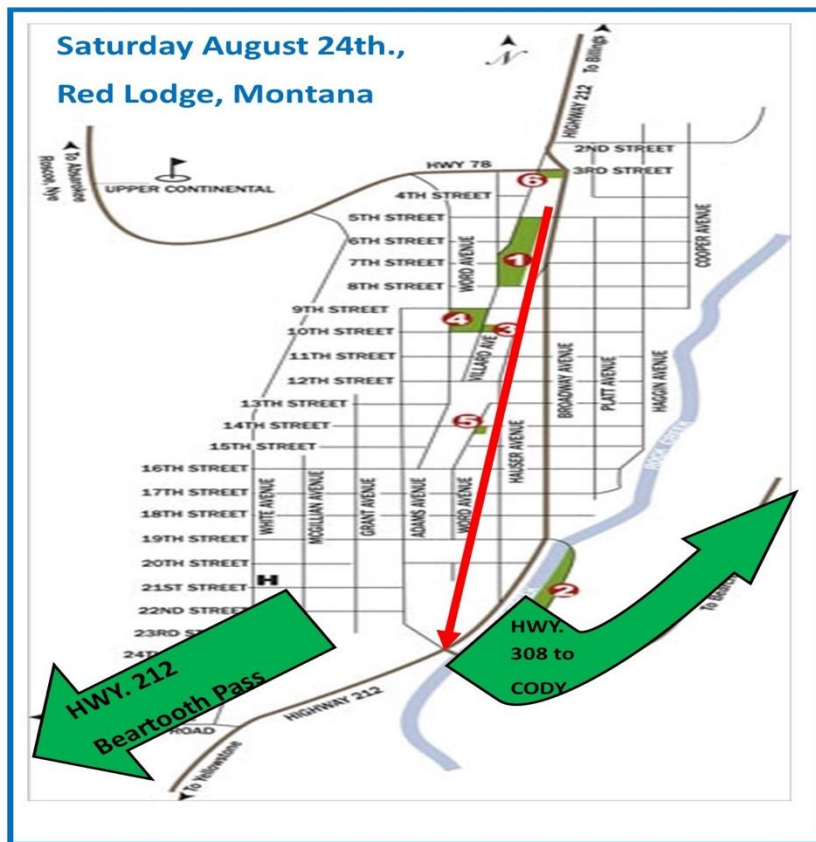 Saturday August 24th.,
Red Lodge, Montana
N
To Billings
HIGHWAY 212
To Absarokee
Roscoe, Nye
UPPER CONTINENTAL
HWY 78
2ND STREET
3RD STREET
6
4TH STREET
5TH STREET
6TH STREET
7TH STREET
8TH STREET
WORD AVENUE
1
COOPER AVENUE
9TH STREET
4
3
10TH STREET
11TH STREET
12TH STREET
VILLARD AVE
BROADWAY AVENUE
PLATT AVENUE
HAGGIN AVENUE
13TH STREET
14TH STREET
5
15TH STREET
16TH STREET
17TH STREET
18TH STREET
19TH STREET
WHITE AVENUE
MCGILLIAN AVENUE
GRANT AVENUE
ADAMS AVENUE
WORD AVENUE
HAUSER AVENUE
ROCK CREEK
20TH STREET
21ST STREET
H
22ND STREET
23RD
2
HWY.
308 to
CODY
HWY. 212
Beartooth Pass
HIGHWAY 212
ROAD
To Yellowstone